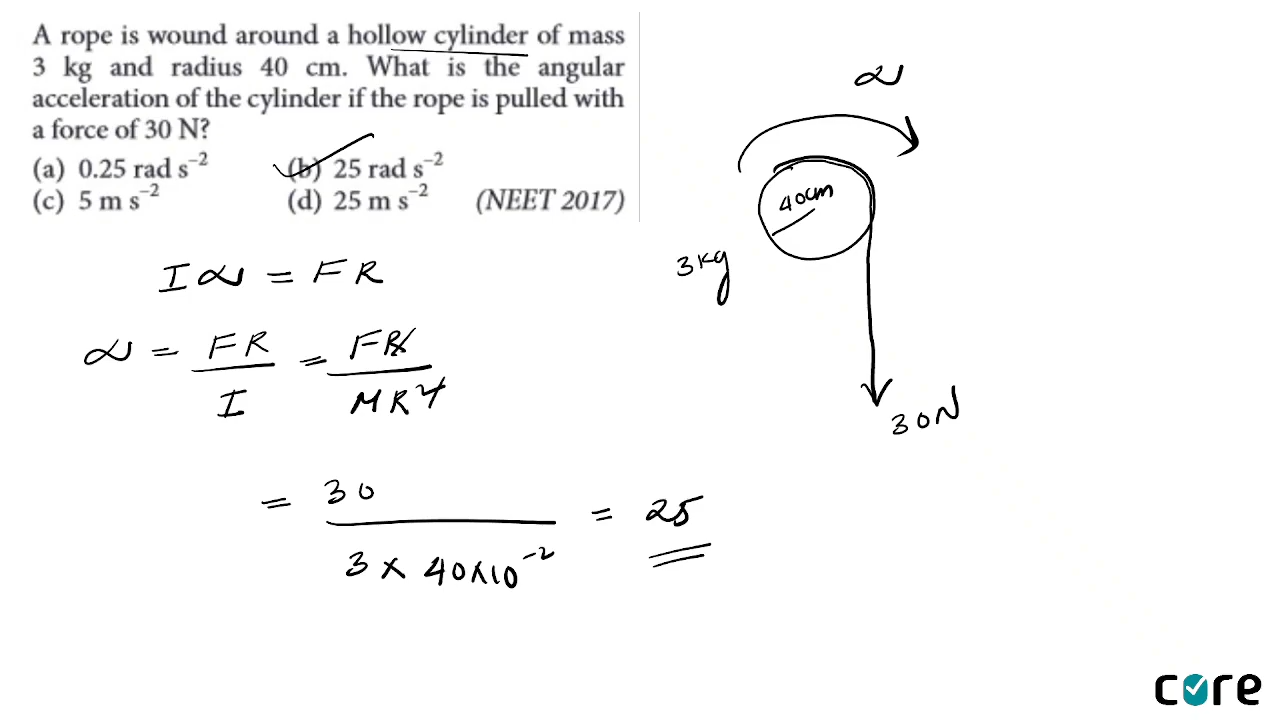 A rope is wound around a hollow cylinder of mass
3 kg and radius 40 cm. What is the angular
acceleration of the cylinder if the rope is pulled with
a force of 30 N?
(a) 0.25 rad s⁻² (b) 25 rad s⁻²
(c) 5 m s⁻² (d) 25 m s⁻² (NEET 2017)
α
40cm
3kg
30N
Iα = FR
α = FR/I = FR/MR²
= 30/(3 × 40×10⁻²) = 25
core